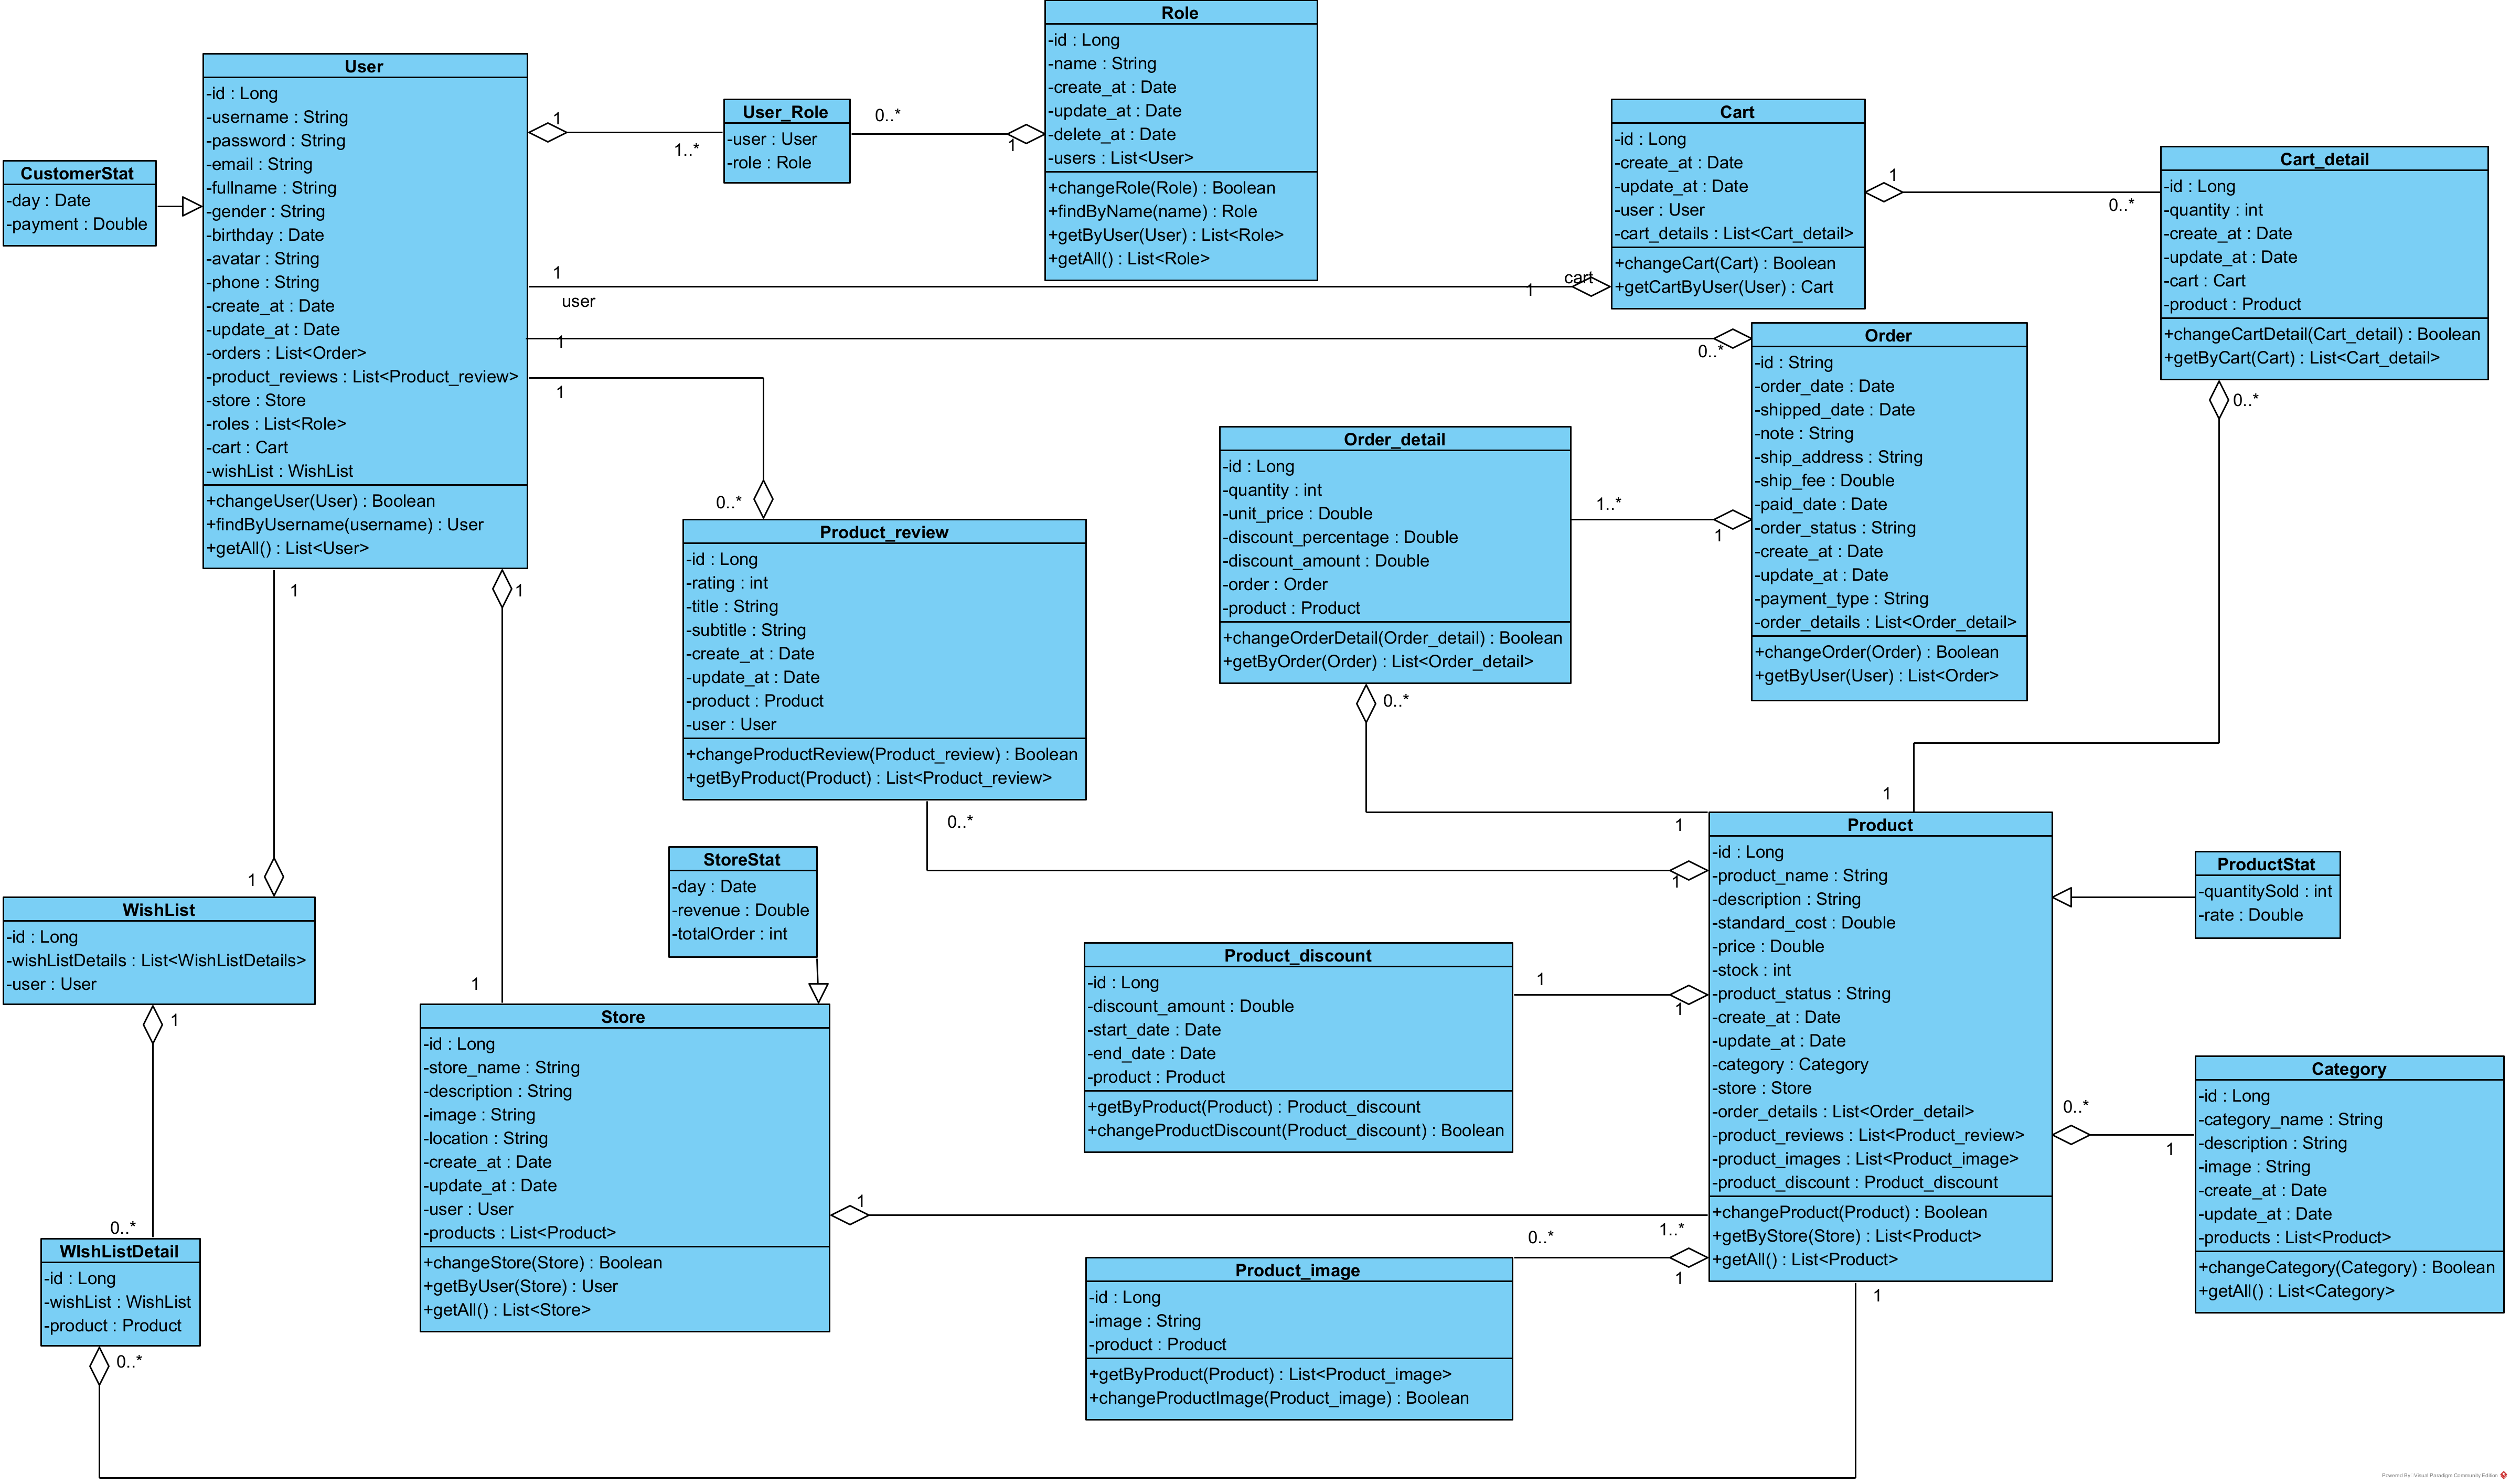 User
-id : Long
-username : String
-password : String
-email : String
-fullname : String
-gender : String
-birthday : Date
-avatar : String
-phone : String
-create_at : Date
-update_at : Date
-orders : List<Order>
-product_reviews : List<Product_review>
-store : Store
-roles : List<Role>
-cart : Cart
-wishList : WishList
+changeUser(User) : Boolean
+findByUsername(username) : User
+getAll() : List<User>
CustomerStat
-day : Date
-payment : Double
1
1..*
User_Role
-user : User
-role : Role
0..*
1
Role
-id : Long
-name : String
-create_at : Date
-update_at : Date
-delete_at : Date
-users : List<User>
+changeRole(Role) : Boolean
+findByName(name) : Role
+getByUser(User) : List<Role>
+getAll() : List<Role>
1
user
cart
1
Cart
-id : Long
-create_at : Date
-update_at : Date
-user : User
-cart_details : List<Cart_detail>
+changeCart(Cart) : Boolean
+getCartByUser(User) : Cart
1
0..*
Cart_detail
-id : Long
-quantity : int
-create_at : Date
-update_at : Date
-cart : Cart
-product : Product
+changeCartDetail(Cart_detail) : Boolean
+getByCart(Cart) : List<Cart_detail>
0..*
1
1
0..*
Order
-id : String
-order_date : Date
-shipped_date : Date
-note : String
-ship_address : String
-ship_fee : Double
-paid_date : Date
-order_status : String
-create_at : Date
-update_at : Date
-payment_type : String
-order_details : List<Order_detail>
+changeOrder(Order) : Boolean
+getByUser(User) : List<Order>
1..*
1
Order_detail
-id : Long
-quantity : int
-unit_price : Double
-discount_percentage : Double
-discount_amount : Double
-order : Order
-product : Product
+changeOrderDetail(Order_detail) : Boolean
+getByOrder(Order) : List<Order_detail>
0..*
1
1
0..*
Product_review
-id : Long
-rating : int
-title : String
-subtitle : String
-create_at : Date
-update_at : Date
-product : Product
-user : User
+changeProductReview(Product_review) : Boolean
+getByProduct(Product) : List<Product_review>
0..*
1
1
1
WishList
-id : Long
-wishListDetails : List<WishListDetails>
-user : User
1
0..*
WIshListDetail
-id : Long
-wishList : WishList
-product : Product
0..*
1
1
1
StoreStat
-day : Date
-revenue : Double
-totalOrder : int
Store
-id : Long
-store_name : String
-description : String
-image : String
-location : String
-create_at : Date
-update_at : Date
-user : User
-products : List<Product>
+changeStore(Store) : Boolean
+getByUser(Store) : User
+getAll() : List<Store>
1
1..*
Product_discount
-id : Long
-discount_amount : Double
-start_date : Date
-end_date : Date
-product : Product
+getByProduct(Product) : Product_discount
+changeProductDiscount(Product_discount) : Boolean
1
1
Product_image
-id : Long
-image : String
-product : Product
+getByProduct(Product) : List<Product_image>
+changeProductImage(Product_image) : Boolean
0..*
1
Product
-id : Long
-product_name : String
-description : String
-standard_cost : Double
-price : Double
-stock : int
-product_status : String
-create_at : Date
-update_at : Date
-category : Category
-store : Store
-order_details : List<Order_detail>
-product_reviews : List<Product_review>
-product_images : List<Product_image>
-product_discount : Product_discount
+changeProduct(Product) : Boolean
+getByStore(Store) : List<Product>
+getAll() : List<Product>
ProductStat
-quantitySold : int
-rate : Double
0..*
1
Category
-id : Long
-category_name : String
-description : String
-image : String
-create_at : Date
-update_at : Date
-products : List<Product>
+changeCategory(Category) : Boolean
+getAll() : List<Category>
Powered By Visual Paradigm Community Edition